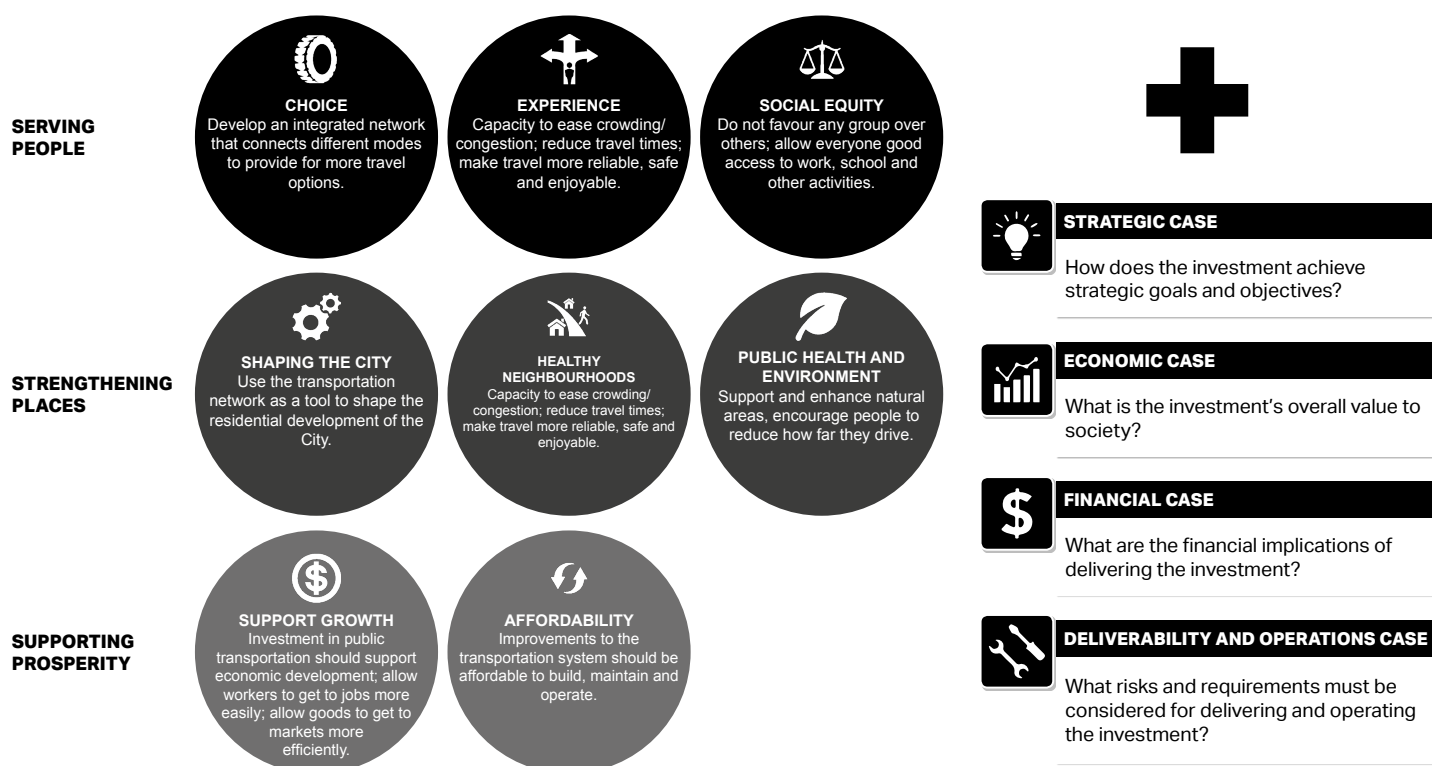 SERVING
PEOPLE
CHOICE
Develop an integrated network
that connects different modes
to provide for more travel
options.
EXPERIENCE
Capacity to ease crowding/
congestion; reduce travel times;
make travel more reliable, safe
and enjoyable.
SOCIAL EQUITY
Do not favour any group over
others; allow everyone good
access to work, school and
other activities.
STRENGTHENING
PLACES
SHAPING THE CITY
Use the transportation
network as a tool to shape the
residential development of the
City.
HEALTHY
NEIGHBOURHOODS
Capacity to ease crowding/
congestion; reduce travel times;
make travel more reliable, safe and
enjoyable.
PUBLIC HEALTH AND
ENVIRONMENT
Support and enhance natural
areas, encourage people to
reduce how far they drive.
SUPPORTING
PROSPERITY
$
SUPPORT GROWTH
Investment in public
transportation should support
economic development; allow
workers to get to jobs more
easily; allow goods to get to
markets more
efficiently.
AFFORDABILITY
Improvements to the
transportation system should be
affordable to build, maintain and
operate.
STRATEGIC CASE
How does the investment achieve
strategic goals and objectives?
ECONOMIC CASE
What is the investment's overall value to
society?
$
FINANCIAL CASE
What are the financial implications of
delivering the investment?
DELIVERABILITY AND OPERATIONS CASE
What risks and requirements must be
considered for delivering and operating
the investment?